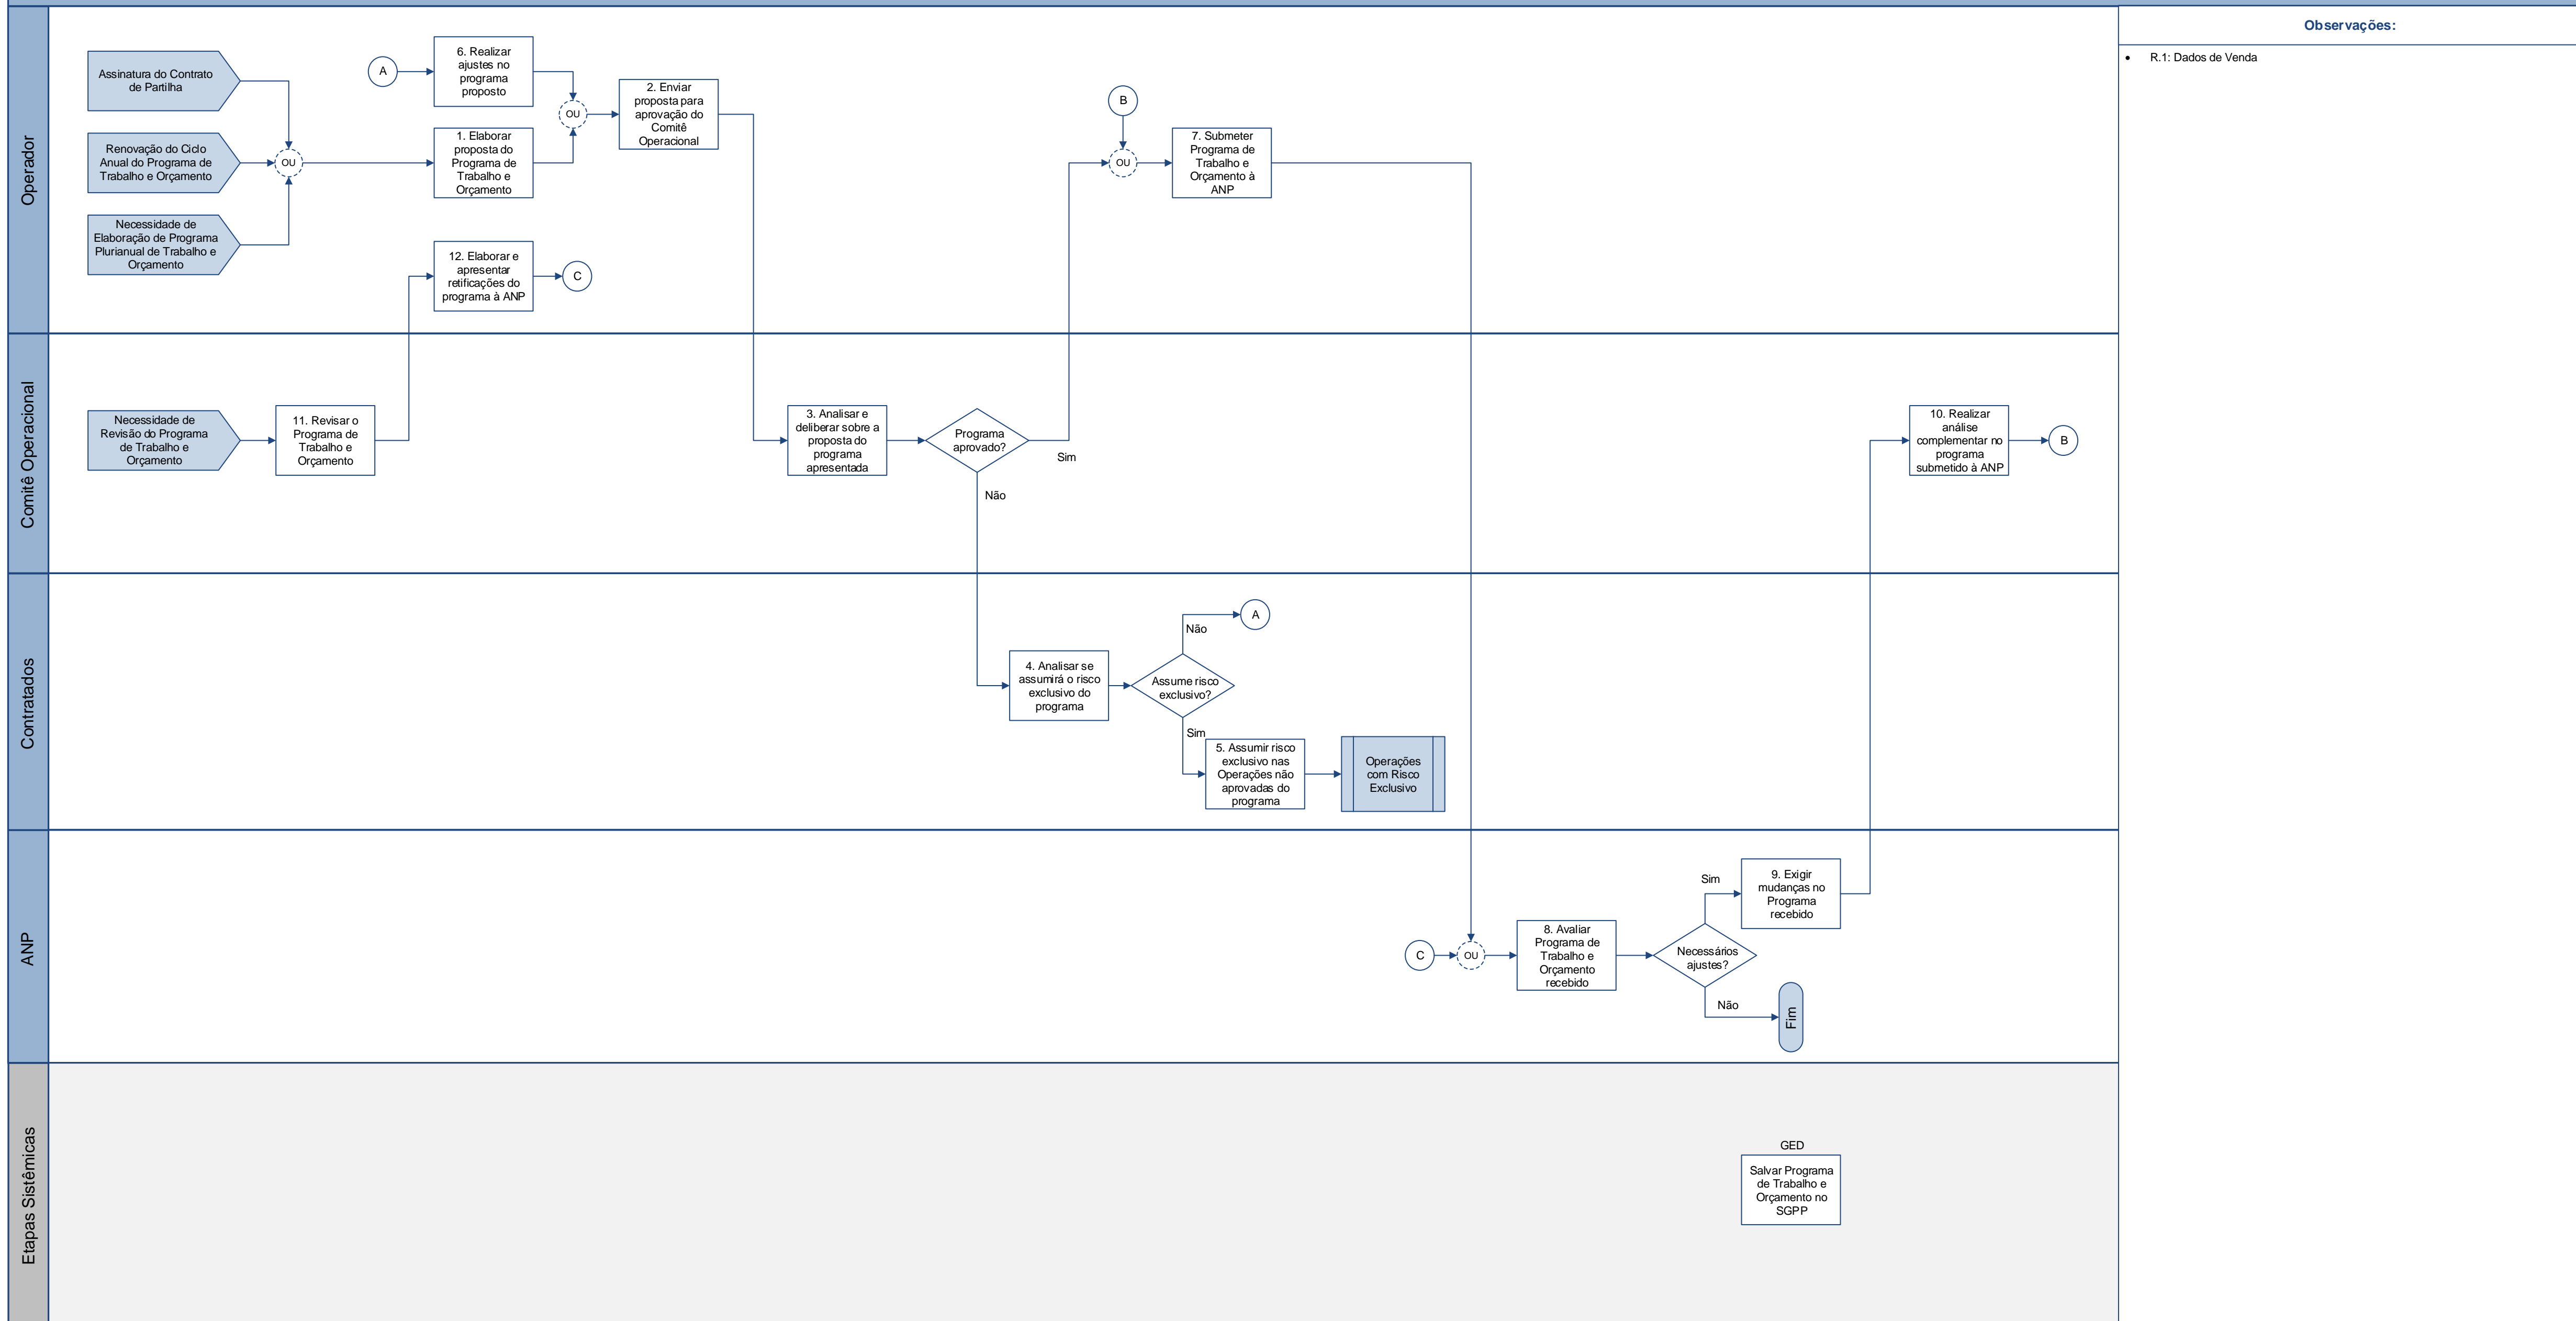 Observações:
• R.1: Dados de Venda
Operador
Assinatura do Contrato
de Partilha
Renovação do Ciclo
Anual do Programa de
Trabalho e Orçamento
Necessidade de
Elaboração de Programa
Plurianual de Trabalho e
Orçamento
OU
A
6. Realizar
ajustes no
programa
proposto
1. Elaborar
proposta do
Programa de
Trabalho e
Orçamento
OU
2. Enviar
proposta para
aprovação do
Comitê
Operacional
12. Elaborar e
apresentar
retificações do
programa à ANP
C
B
OU
7. Submeter
Programa de
Trabalho e
Orçamento à
ANP
Comitê Operacional
Necessidade de
Revisão do Programa
de Trabalho e
Orçamento
11. Revisar o
Programa de
Trabalho e
Orçamento
3. Analisar e
deliberar sobre a
proposta do
programa
apresentada
Programa
aprovado?
Sim
Não
10. Realizar
análise
complementar no
programa
submetido à ANP
B
Contratados
4. Analisar se
assumirá o risco
exclusivo do
programa
Assume risco
exclusivo?
Não
A
Sim
5. Assumir risco
exclusivo nas
Operações não
aprovadas do
programa
Operações
com Risco
Exclusivo
ANP
C
OU
8. Avaliar
Programa de
Trabalho e
Orçamento
recebido
Necessários
ajustes?
Sim
9. Exigir
mudanças no
Programa
recebido
Não
Fim
Etapas Sistêmicas
GED
Salvar Programa
de Trabalho e
Orçamento no
SGPP